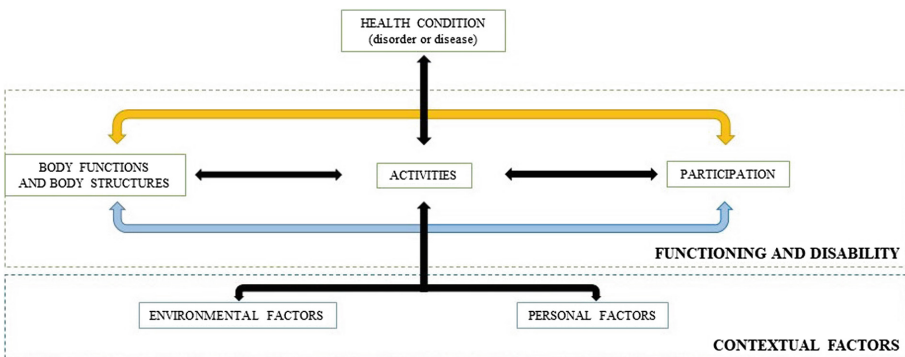 HEALTH CONDITION
(disorder or disease)
BODY FUNCTIONS
AND BODY STRUCTURES
ACTIVITIES
PARTICIPATION
FUNCTIONING AND DISABILITY
ENVIRONMENTAL FACTORS
PERSONAL FACTORS
CONTEXTUAL FACTORS